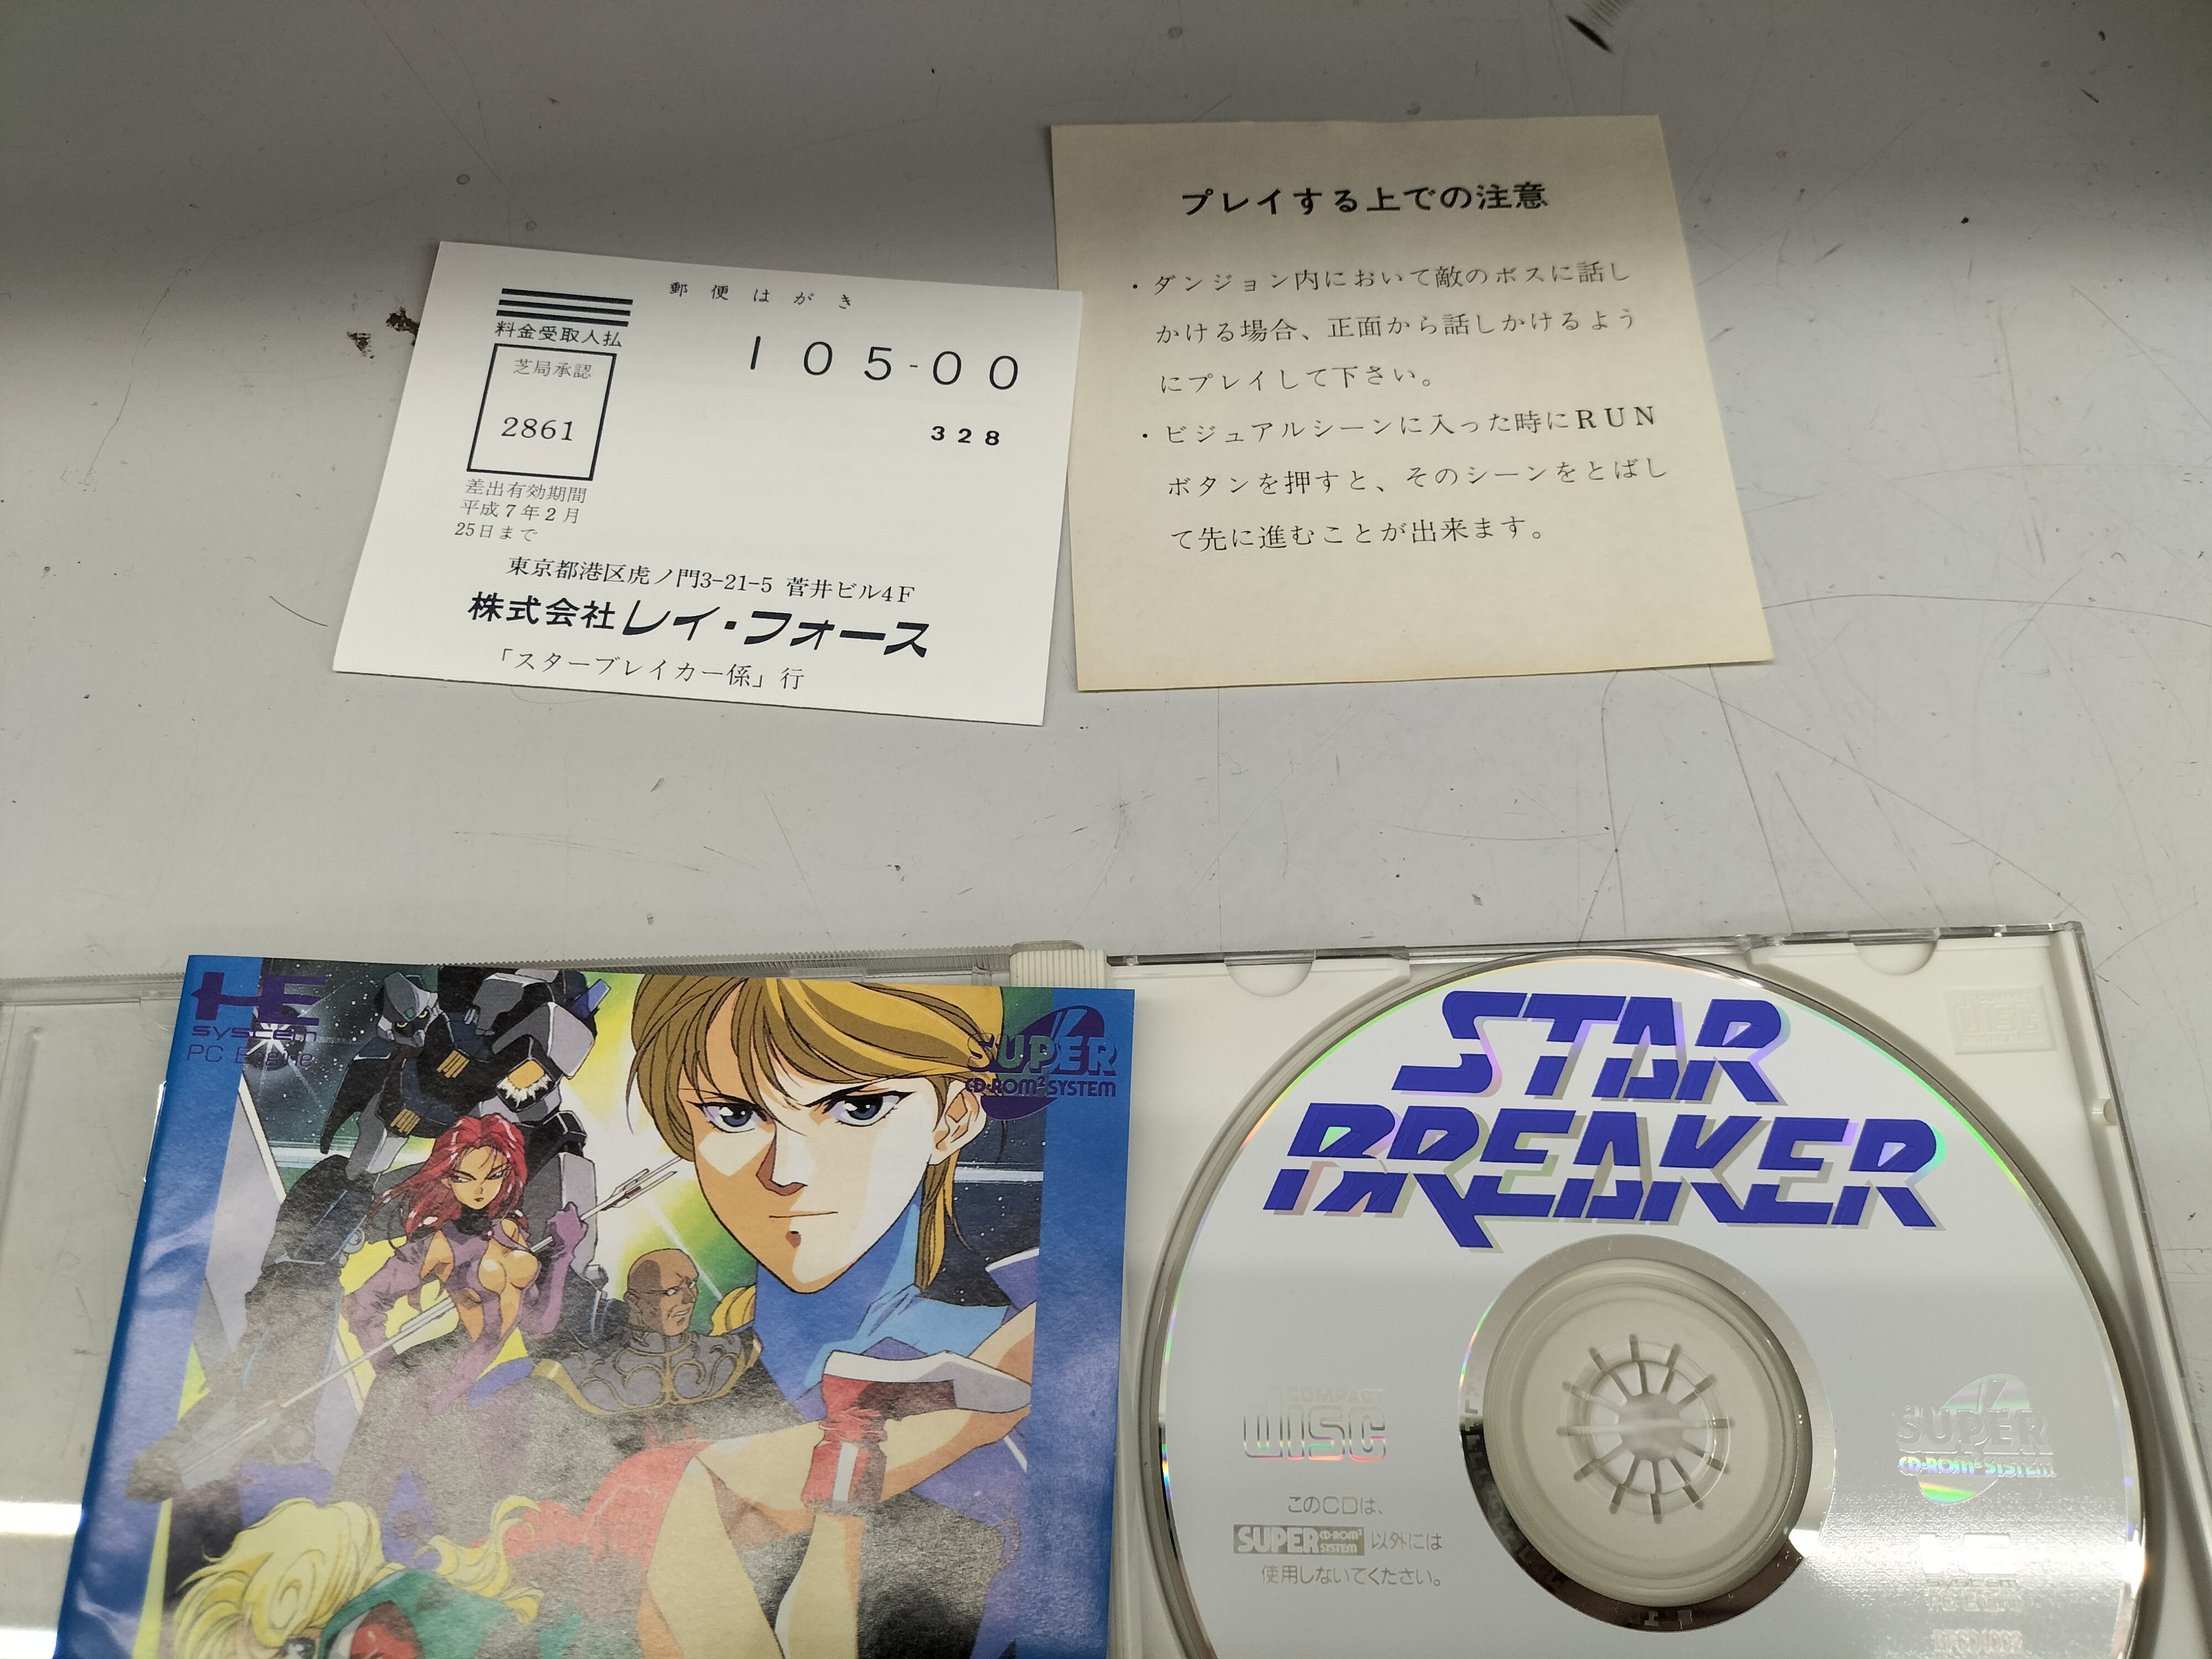 郵便はがき
料金受取人払
芝局承認
2861
差出有効期間
平成7年2月
25日まで
105-00
328
東京都港区虎ノ門3-21-5 菅井ビル4F
株式会社レイ・フォース
「スターブレイカー係」行
プレイする上での注意
・ダンジョン内において敵のボスに話し
かける場合、正面から話しかけるよう
にプレイして下さい。
・ビジュアルシーンに入った時にRUN
ボタンを押すと、そのシーンをとばし
て先に進むことが出来ます。
HE
system
PC Engine
SUPER
CD-ROM²SYSTEM
STAR
BREAKER
COMPACT
disc
このCDは、
SUPER CD-ROM² SYSTEM 以外には
使用しないでください。
SUPER
CD-ROM²SYSTEM
HE
system
PC Engine